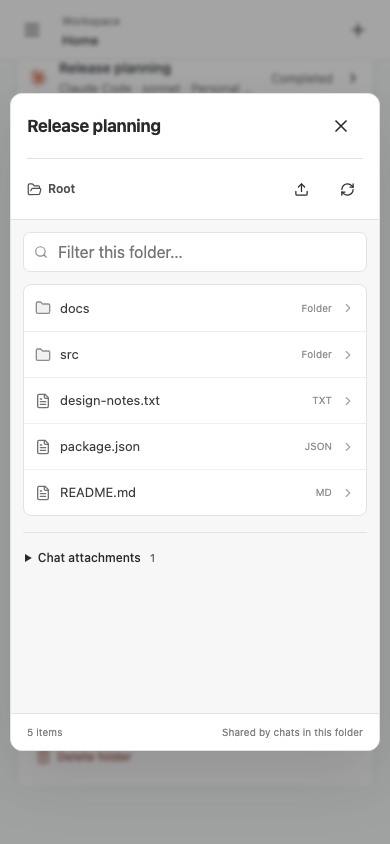 Workspace
Home
Release planning
Completed
Claude Code · sonnet · Personal ...
Release planning
Root
Filter this folder...
docs
Folder
src
Folder
design-notes.txt
TXT
package.json
JSON
README.md
MD
Chat attachments 1
5 items
Shared by chats in this folder
Delete folder